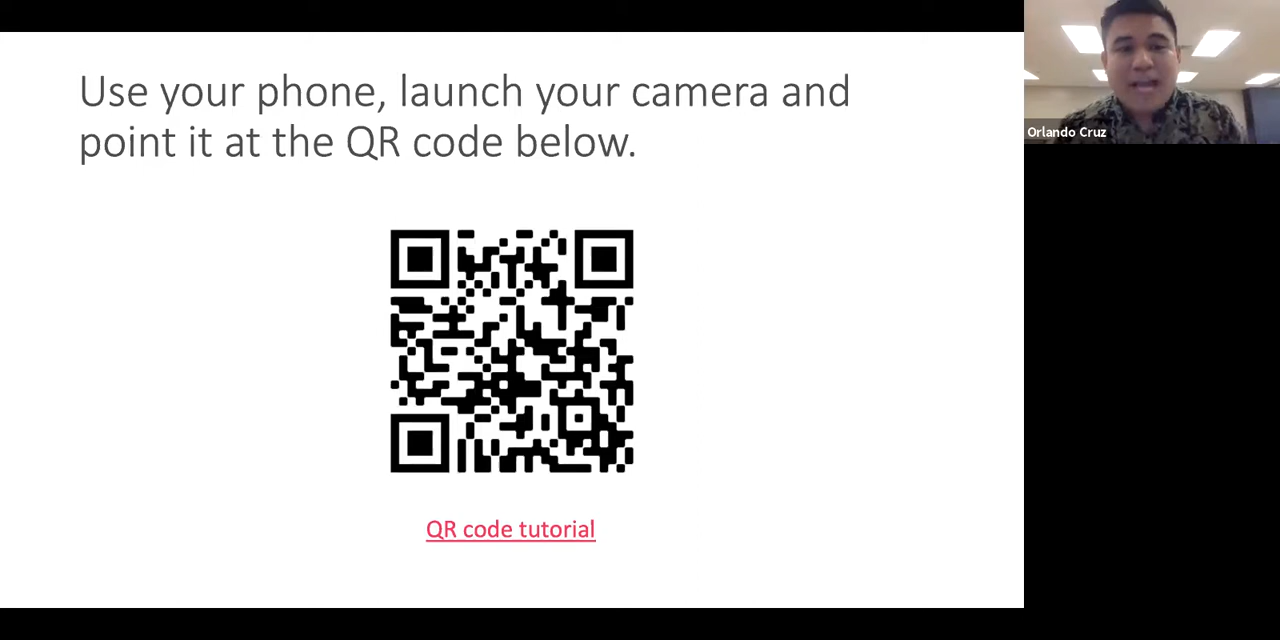 Use your phone, launch your camera and
point it at the QR code below.
Orlando Cruz
QR code tutorial